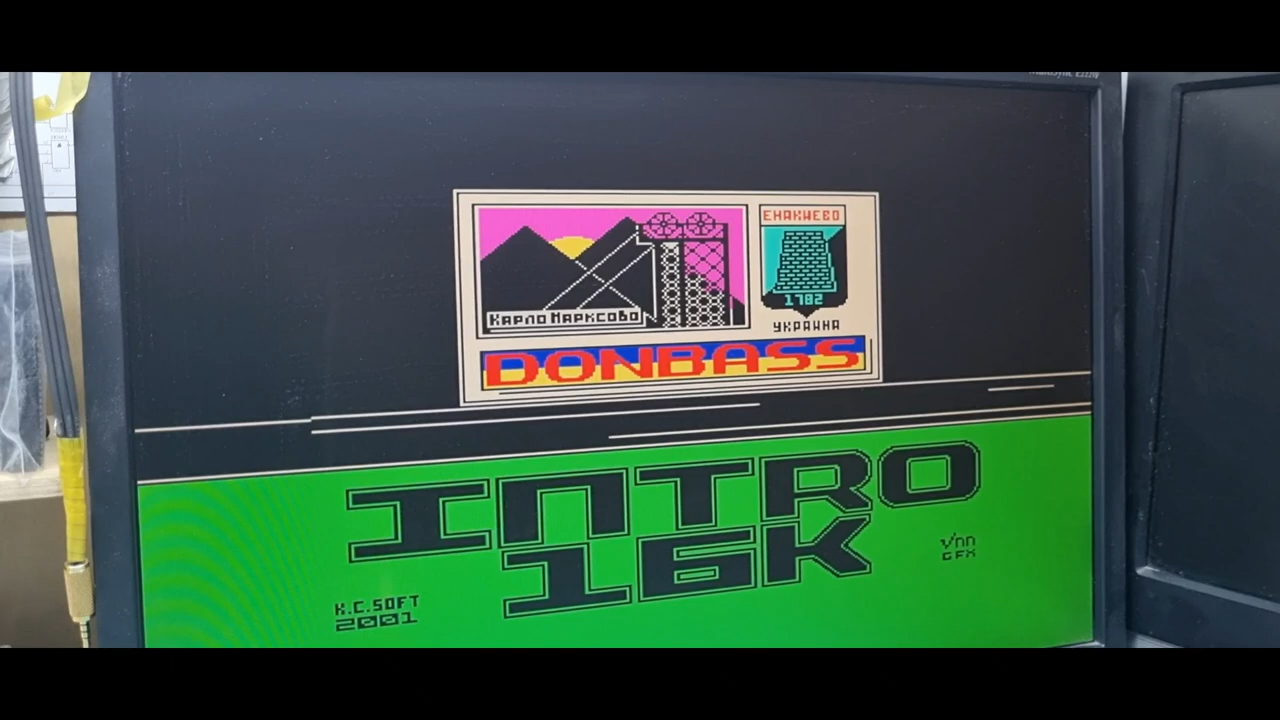 ЕНАКИЕВО
1782
УКРАИНА
Карло Марксово
DONBASS
INTRO
16K
V'NN
GFX
K.C.SOFT
2001